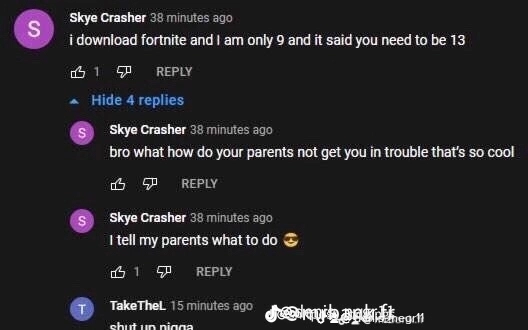 Skye Crasher 38 minutes ago
i download fortnite and I am only 9 and it said you need to be 13
1 REPLY
Hide 4 replies
S
Skye Crasher 38 minutes ago
bro what how do your parents not get you in trouble that's so cool
REPLY
S
Skye Crasher 38 minutes ago
I tell my parents what to do 😎
1 REPLY
T
TakeTheL 15 minutes ago
shut up nigga